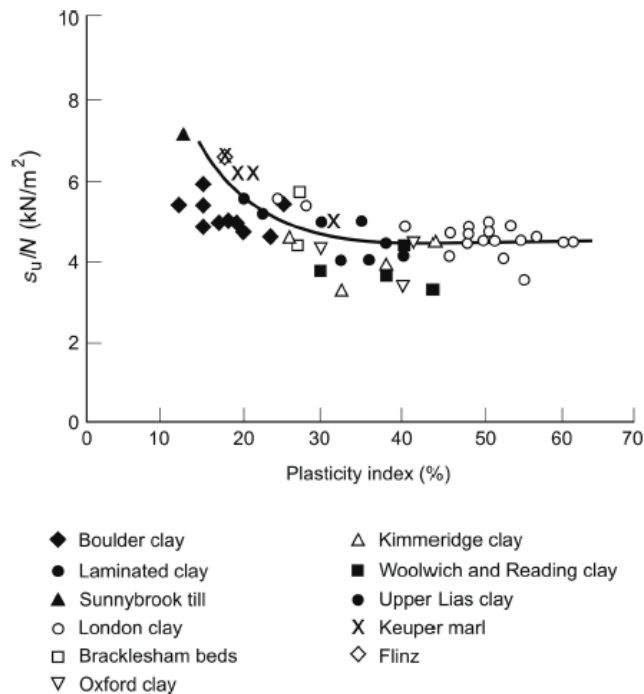 10
8
6
4
2
0
s_u/N (kN/m²)
0 10 20 30 40 50 60 70
Plasticity index (%)
Boulder clay
Laminated clay
Sunnybrook till
London clay
Bracklesham beds
Oxford clay
Kimmeridge clay
Woolwich and Reading clay
Upper Lias clay
Keuper marl
Flinz